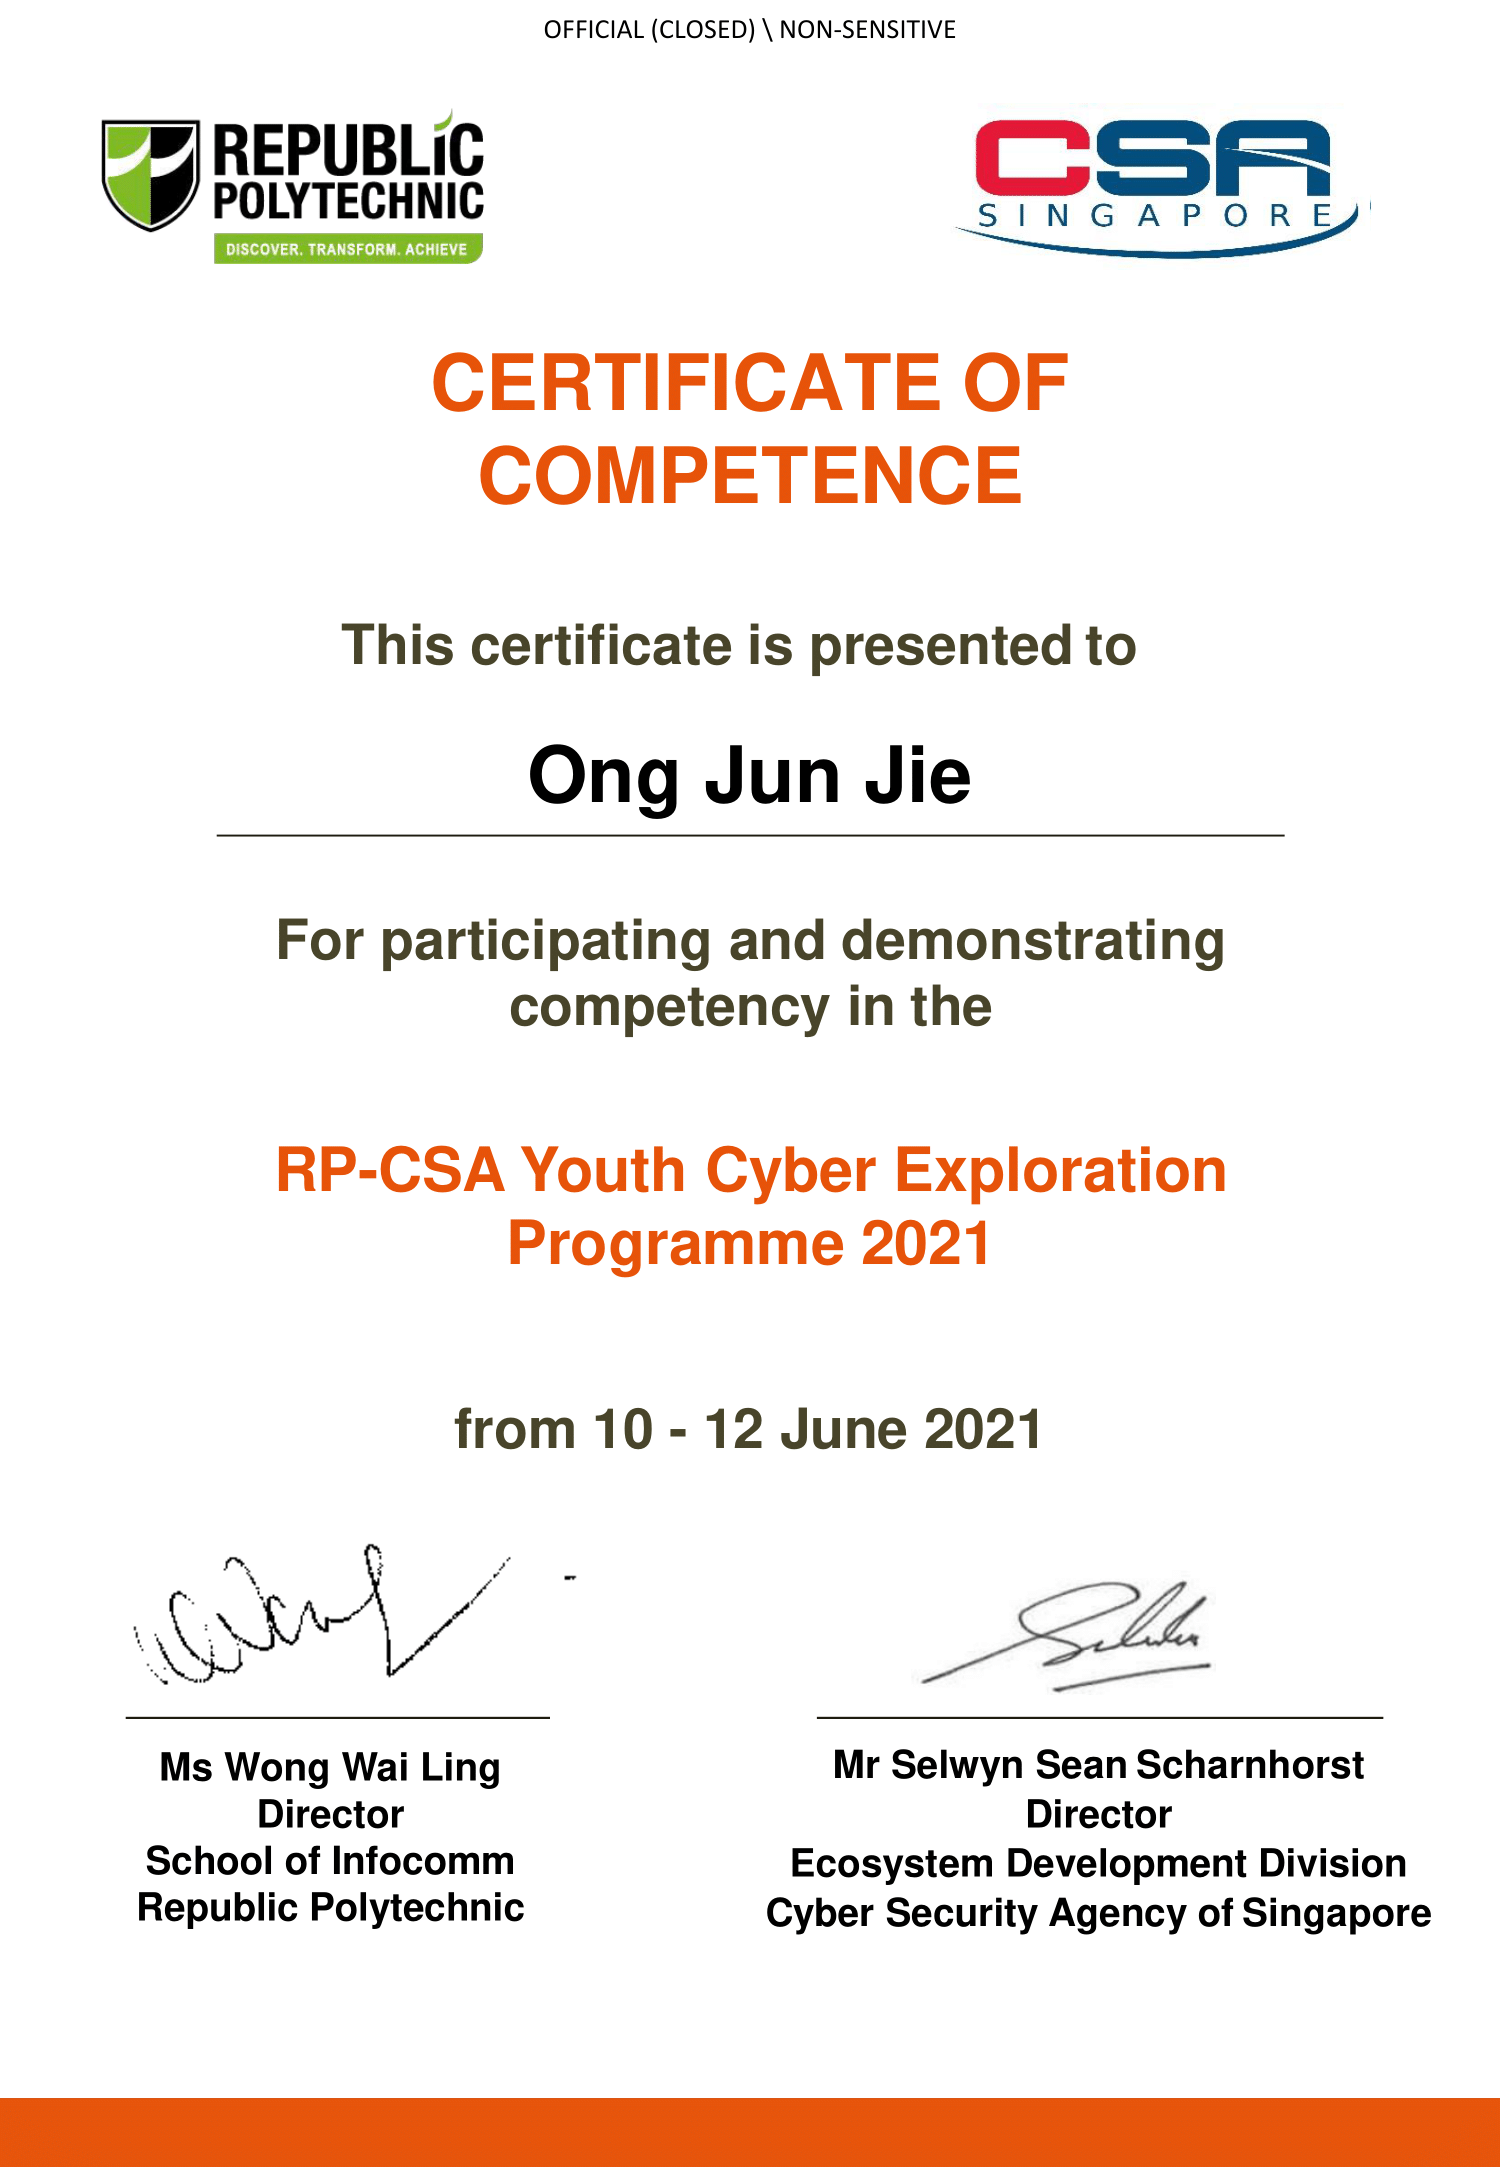 OFFICIAL (CLOSED) \ NON-SENSITIVE
REPUBLIC
POLYTECHNIC
DISCOVER. TRANSFORM. ACHIEVE
CSA
SINGAPORE
CERTIFICATE OF
COMPETENCE
This certificate is presented to
Ong Jun Jie
For participating and demonstrating
competency in the
RP-CSA Youth Cyber Exploration
Programme 2021
from 10 - 12 June 2021
Ms Wong Wai Ling
Director
School of Infocomm
Republic Polytechnic
Mr Selwyn Sean Scharnhorst
Director
Ecosystem Development Division
Cyber Security Agency of Singapore